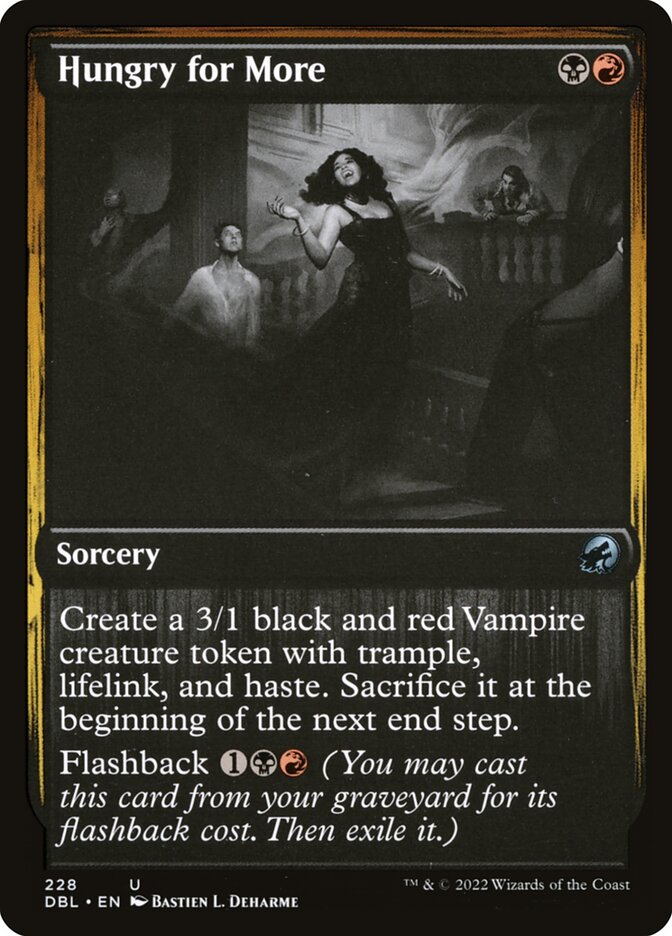 Hungry for More
Sorcery
Create a 3/1 black and red Vampire
creature token with trample,
lifelink, and haste. Sacrifice it at the
beginning of the next end step.
Flashback 1 (You may cast
this card from your graveyard for its
flashback cost. Then exile it.)
228 U
DBL • EN Bastien L. Deharme
™ & © 2022 Wizards of the Coast